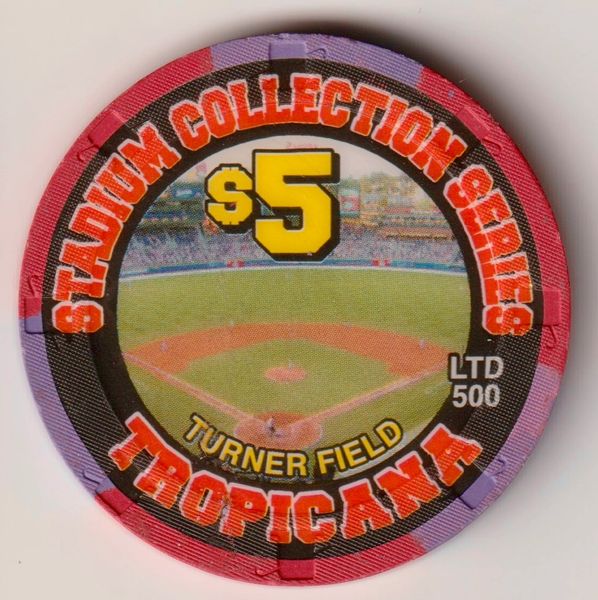 STADIUM COLLECTION SERIES
$5
LTD
500
TURNER FIELD
TROPICANA